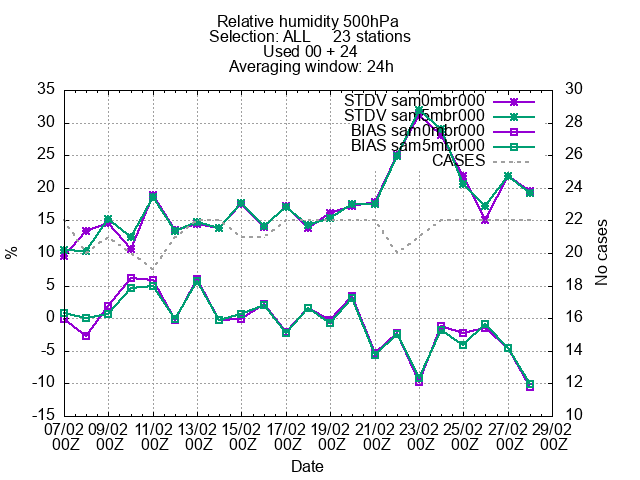 Relative humidity 500hPa
Selection: ALL 23 stations
Used 00 + 24
Averaging window: 24h
35 30
30 28
25 26
20 24
15 22
10 20
5 18
0 16
-5 14
-10 12
-15 10
STDV sam0mbr000
STDV sam5mbr000
BIAS sam0mbr000
BIAS sam5mbr000
CASES
%
No cases
07/02 09/02 11/02 13/02 15/02 17/02 19/02 21/02 23/02 25/02 27/02 29/02
00Z 00Z 00Z 00Z 00Z 00Z 00Z 00Z 00Z 00Z 00Z 00Z
Date